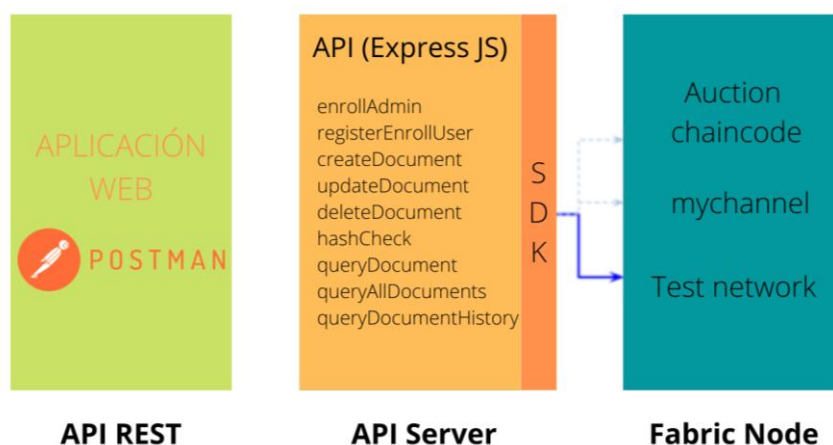 APLICACIÓN
WEB
POSTMAN
API REST
API (Express JS)
enrollAdmin
registerEnrollUser
createDocument
updateDocument
deleteDocument
hashCheck
queryDocument
queryAllDocuments
queryDocumentHistory
S
D
K
API Server
Auction
chaincode
mychannel
Test network
Fabric Node